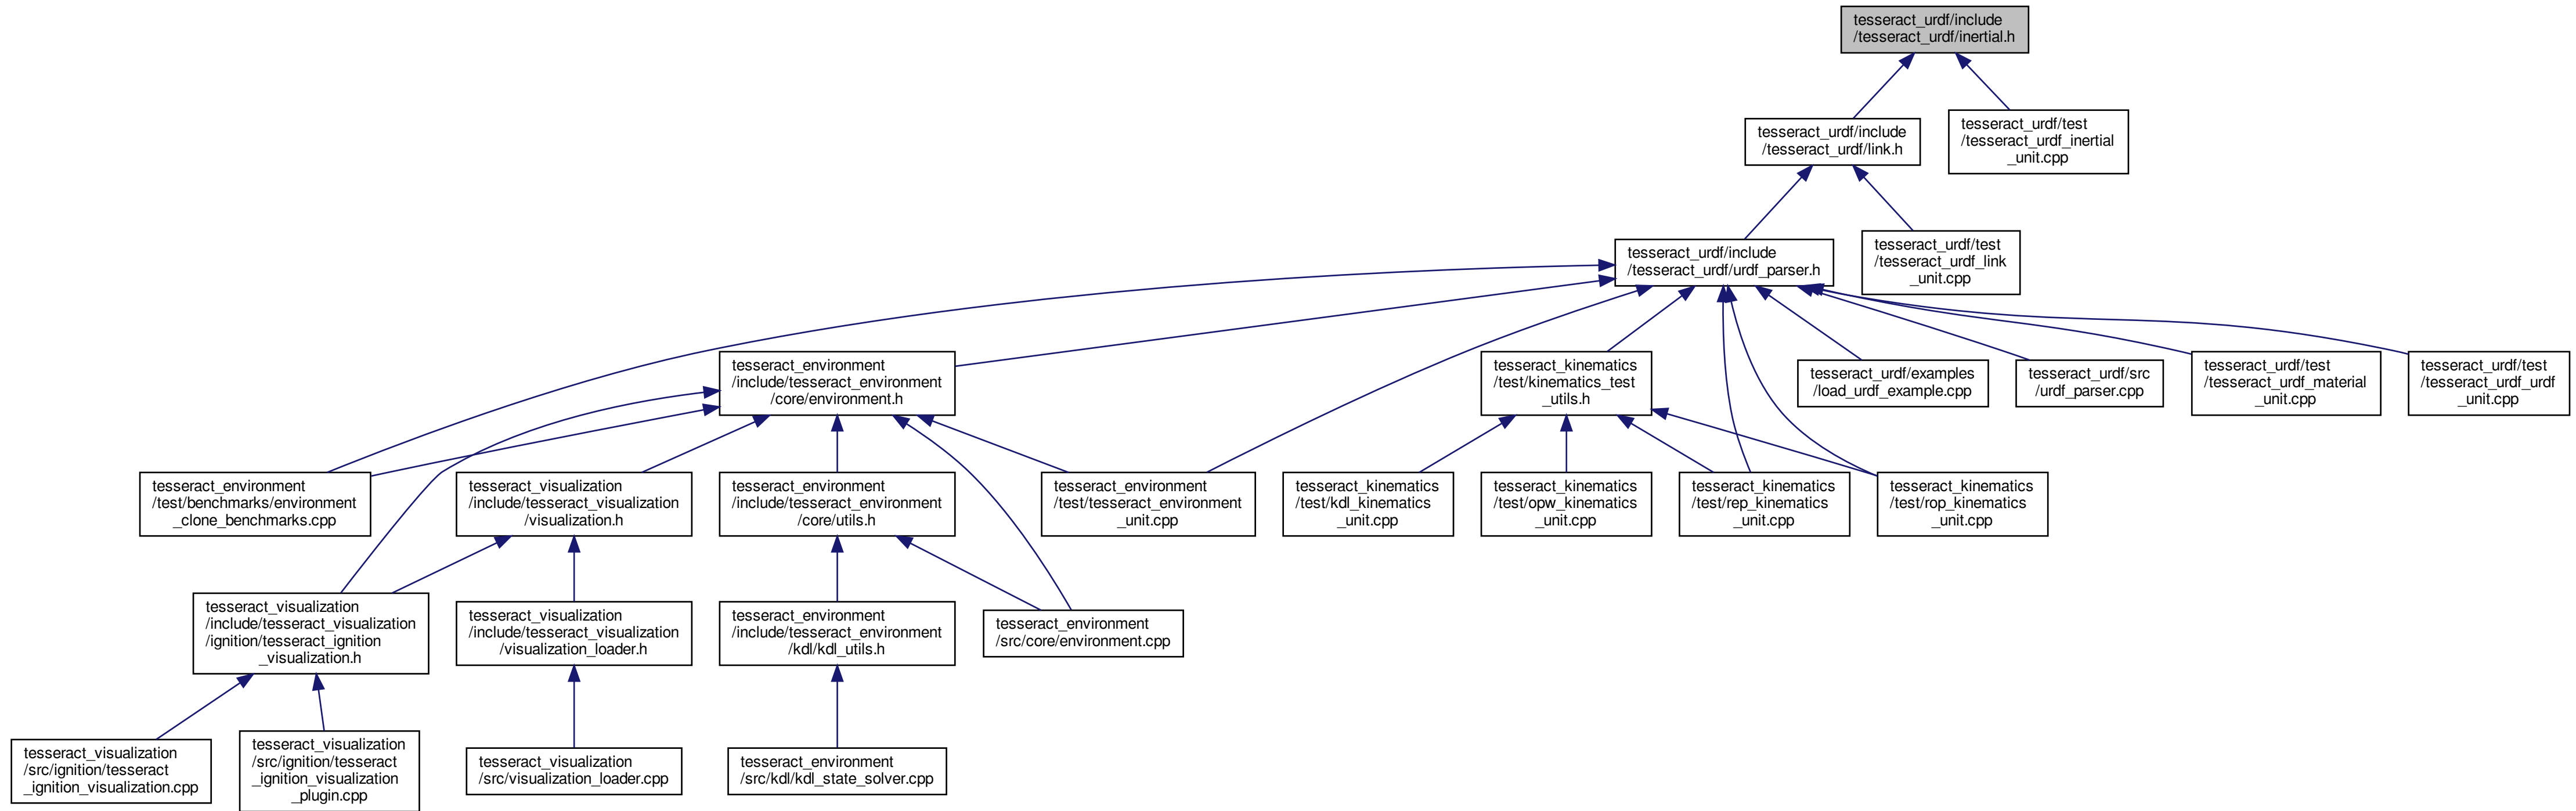 tesseract_urdf/include
/tesseract_urdf/inertial.h
tesseract_urdf/include
/tesseract_urdf/link.h
tesseract_urdf/test
/tesseract_urdf_inertial
_unit.cpp
tesseract_urdf/include
/tesseract_urdf/urdf_parser.h
tesseract_urdf/test
/tesseract_urdf_link
_unit.cpp
tesseract_environment
/include/tesseract_environment
/core/environment.h
tesseract_kinematics
/test/kinematics_test
_utils.h
tesseract_urdf/examples
/load_urdf_example.cpp
tesseract_urdf/src
/urdf_parser.cpp
tesseract_urdf/test
/tesseract_urdf_material
_unit.cpp
tesseract_urdf/test
/tesseract_urdf_urdf
_unit.cpp
tesseract_environment
/test/benchmarks/environment
_clone_benchmarks.cpp
tesseract_visualization
/include/tesseract_visualization
/visualization.h
tesseract_environment
/include/tesseract_environment
/core/utils.h
tesseract_environment
/test/tesseract_environment
_unit.cpp
tesseract_kinematics
/test/kdl_kinematics
_unit.cpp
tesseract_kinematics
/test/opw_kinematics
_unit.cpp
tesseract_kinematics
/test/rep_kinematics
_unit.cpp
tesseract_kinematics
/test/rop_kinematics
_unit.cpp
tesseract_visualization
/include/tesseract_visualization
/ignition/tesseract_ignition
_visualization.h
tesseract_visualization
/include/tesseract_visualization
/visualization_loader.h
tesseract_environment
/include/tesseract_environment
/kdl/kdl_utils.h
tesseract_environment
/src/core/environment.cpp
tesseract_visualization
/src/ignition/tesseract
_ignition_visualization.cpp
tesseract_visualization
/src/ignition/tesseract
_ignition_visualization
_plugin.cpp
tesseract_visualization
/src/visualization_loader.cpp
tesseract_environment
/src/kdl/kdl_state_solver.cpp